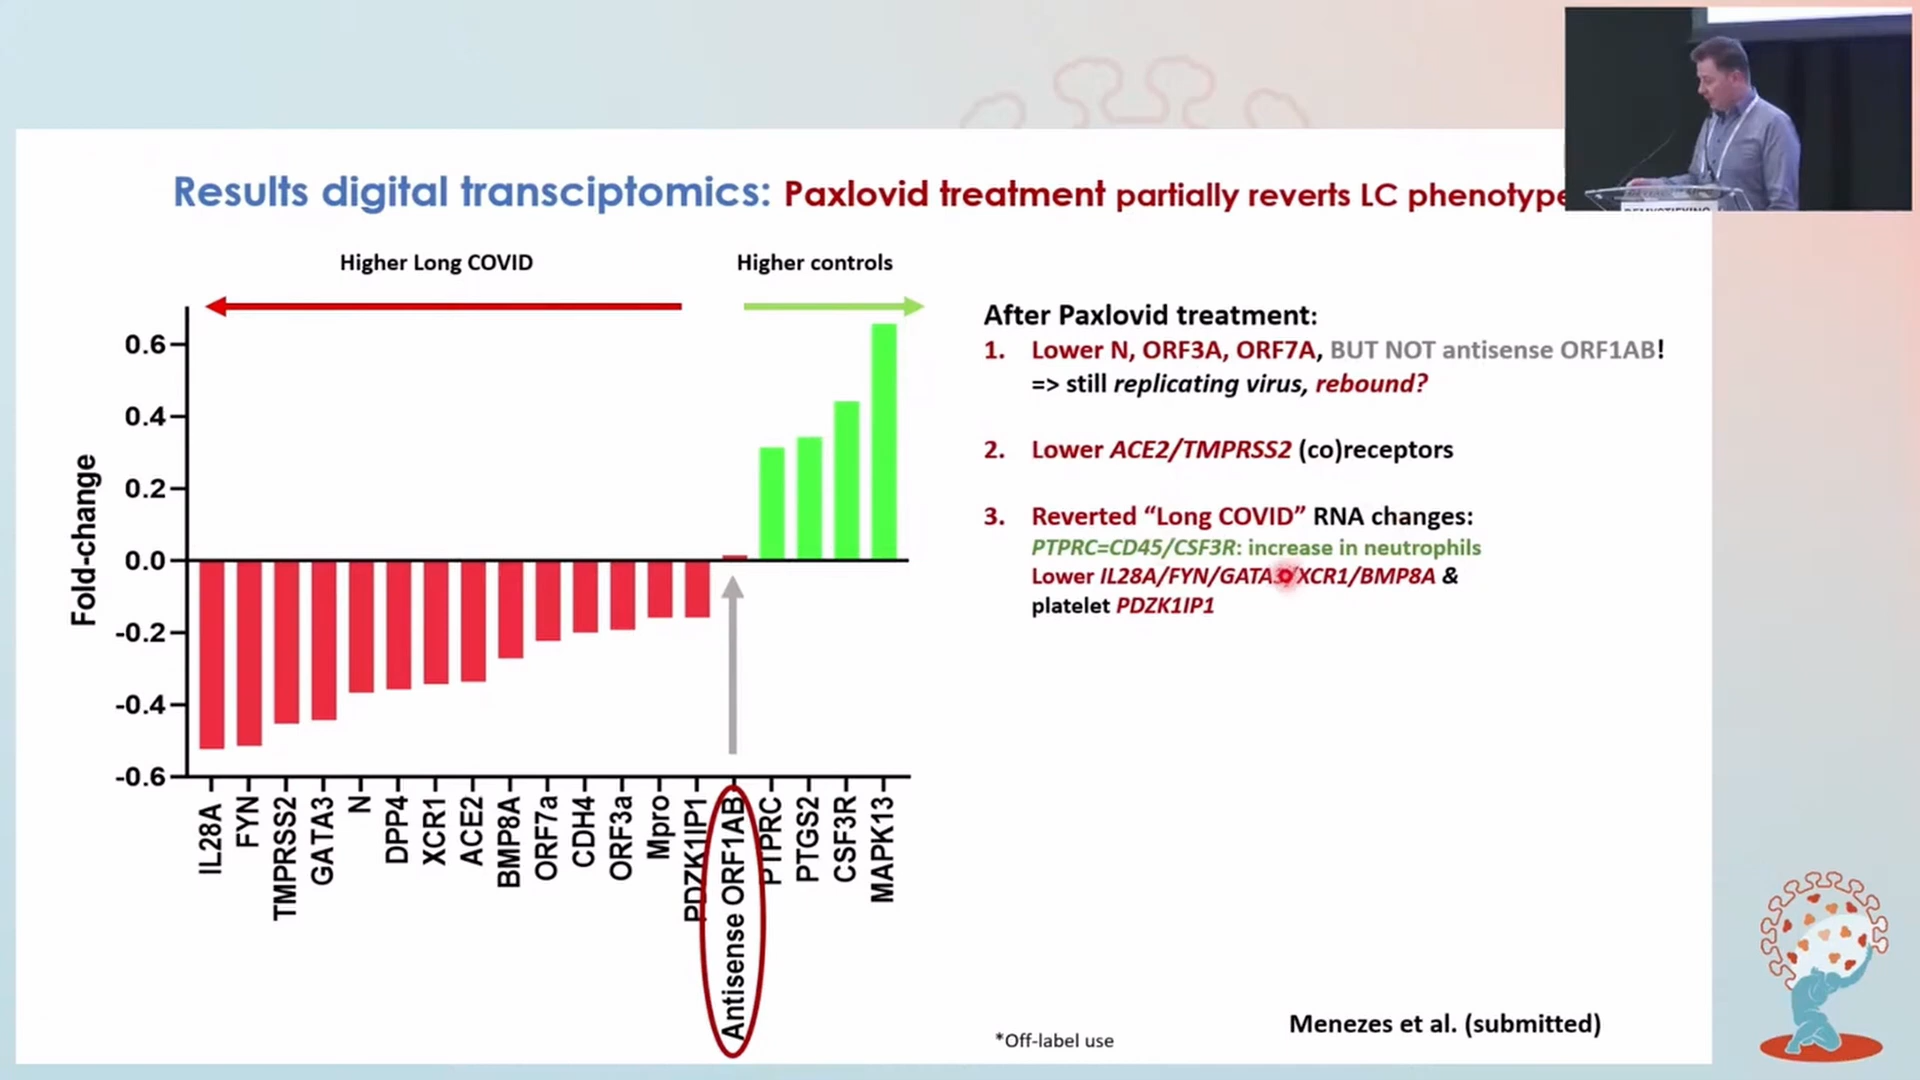 Results digital transciptomics: Paxlovid treatment partially reverts LC phenotype
Higher Long COVID
Higher controls
Fold-change
0.6
0.4
0.2
0.0
-0.2
-0.4
-0.6
IL28A
FYN
TMPRSS2
GATA3
N
DPP4
XCR1
ACE2
BMP8A
ORF7a
CDH4
ORF3a
Mpro
PDZK1IP1
Antisense ORF1AB
PTPRC
PTGS2
CSF3R
MAPK13
After Paxlovid treatment:
1. Lower N, ORF3A, ORF7A, BUT NOT antisense ORF1AB!
=> still replicating virus, rebound?
2. Lower ACE2/TMPRSS2 (co)receptors
3. Reverted “Long COVID” RNA changes:
PTPRC=CD45/CSF3R: increase in neutrophils
Lower IL28A/FYN/GATA3/XCR1/BMP8A &
platelet PDZK1IP1
*Off-label use
Menezes et al. (submitted)